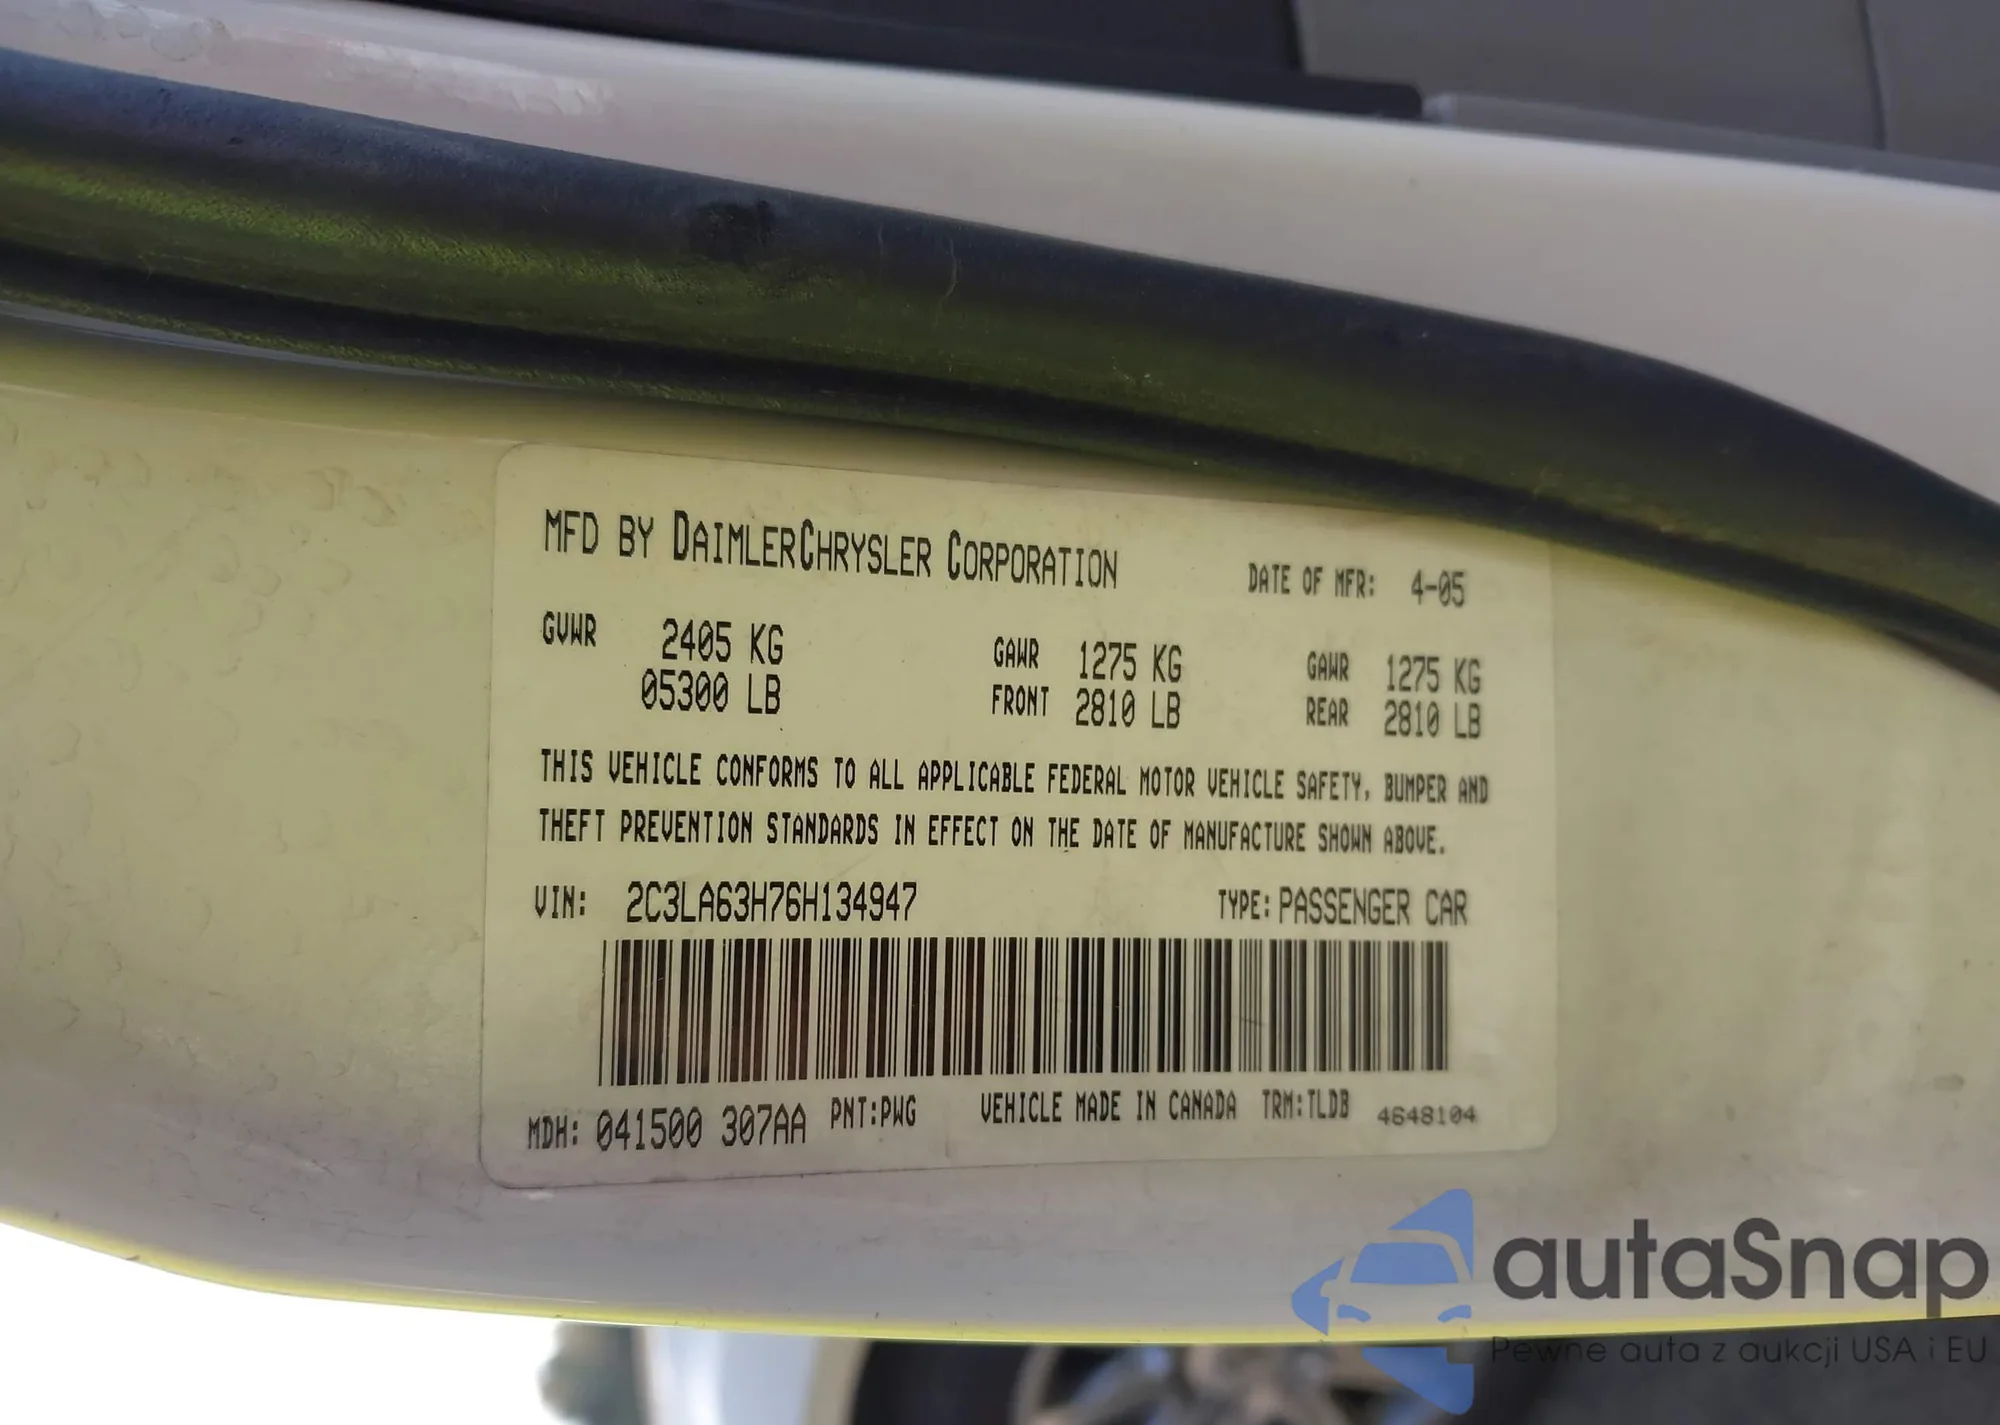 MFD BY DAIMLERCHRYSLER CORPORATION DATE OF MFR: 4-05
GVWR 2405 KG GAWR 1275 KG GAWR 1275 KG
05300 LB FRONT 2810 LB REAR 2810 LB
THIS VEHICLE CONFORMS TO ALL APPLICABLE FEDERAL MOTOR VEHICLE SAFETY, BUMPER AND
THEFT PREVENTION STANDARDS IN EFFECT ON THE DATE OF MANUFACTURE SHOWN ABOVE.
VIN: 2C3LA63H76H134947 TYPE: PASSENGER CAR
MDH: 041500 307AA PNT:PWG VEHICLE MADE IN CANADA TRM:TLDB 4648104
autaSnap
Pewne auta z aukcji USA i EU